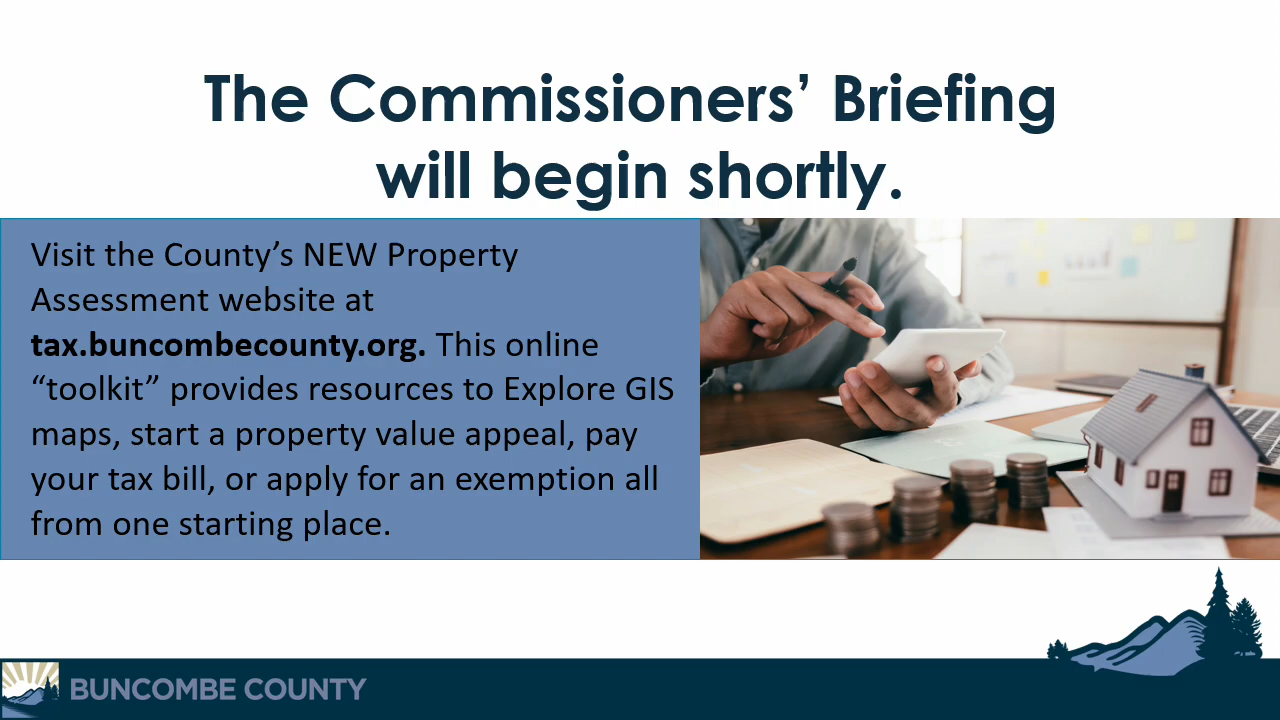 The Commissioners’ Briefing
will begin shortly.
Visit the County’s NEW Property
Assessment website at
tax.buncombecounty.org. This online
“toolkit” provides resources to Explore GIS
maps, start a property value appeal, pay
your tax bill, or apply for an exemption all
from one starting place.
BUNCOMBE COUNTY